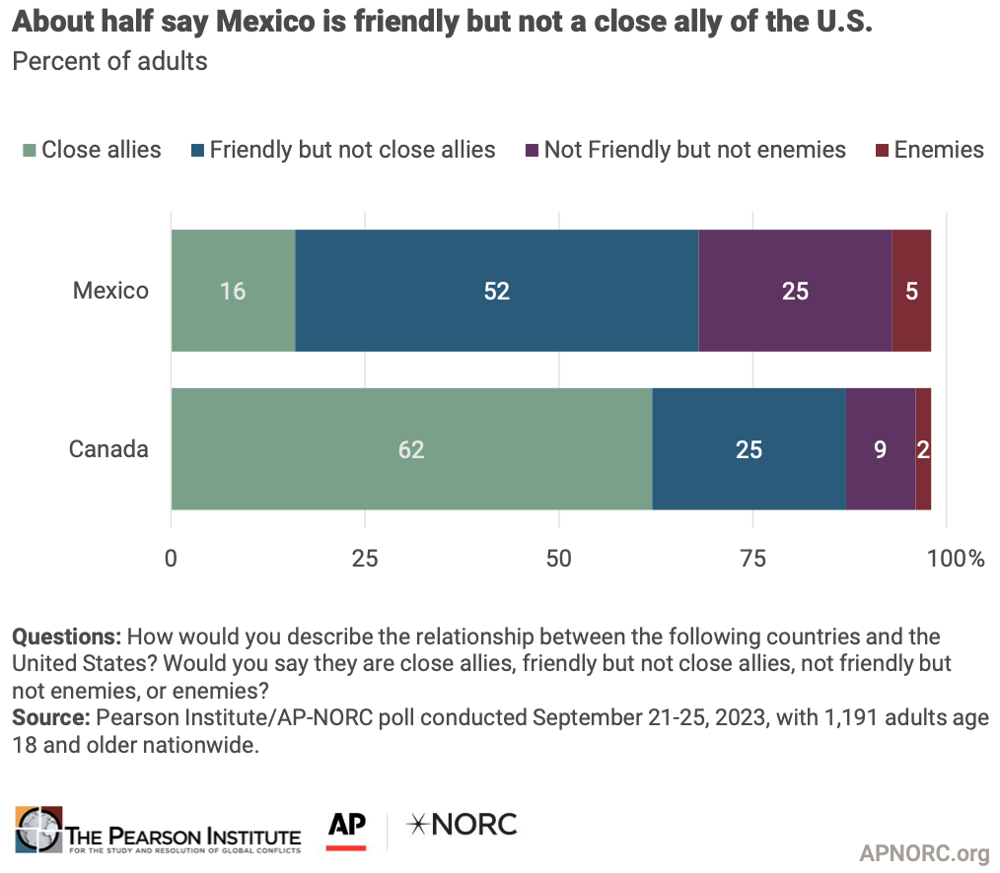 About half say Mexico is friendly but not a close ally of the U.S.
Percent of adults
Close allies Friendly but not close allies Not Friendly but not enemies Enemies
Mexico 16 52 25 5
Canada 62 25 9 2
0 25 50 75 100%
Questions: How would you describe the relationship between the following countries and the
United States? Would you say they are close allies, friendly but not close allies, not friendly but
not enemies, or enemies?
Source: Pearson Institute/AP-NORC poll conducted September 21-25, 2023, with 1,191 adults age
18 and older nationwide.
THE PEARSON INSTITUTE
FOR THE STUDY AND RESOLUTION OF GLOBAL CONFLICTS
AP NORC
APNORC.org